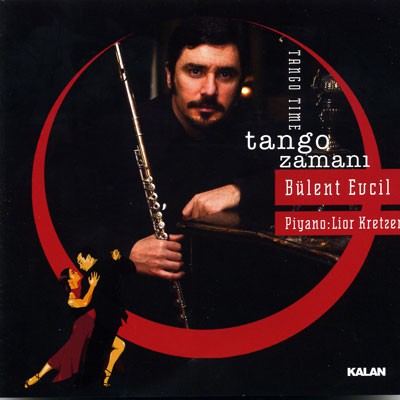 TANGO TIME
tango
zamanı
Bülent Evcil
Piyano:Lior Kretzer
KALAN